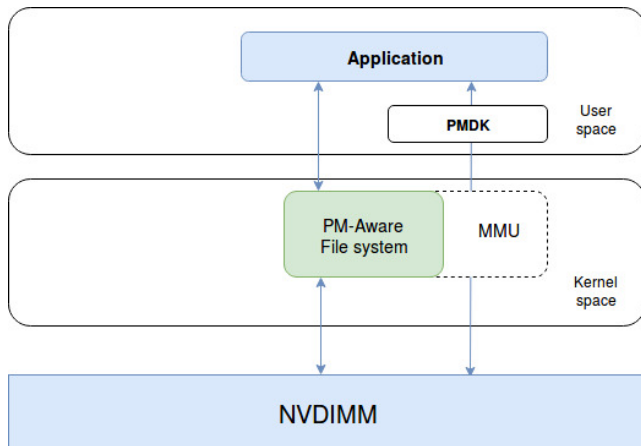 Application
PMDK
User
space
PM-Aware
File system
MMU
Kernel
space
NVDIMM